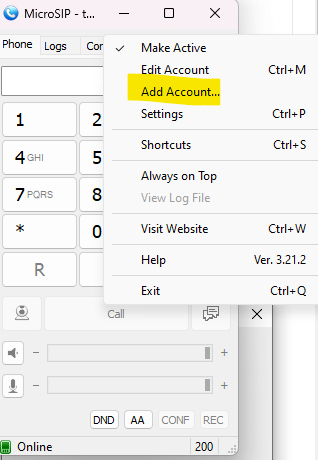 MicroSIP - t...
Phone Logs Con
Make Active
Edit Account Ctrl+M
Add Account...
Settings Ctrl+P
Shortcuts Ctrl+S
Always on Top
View Log File
Visit Website Ctrl+W
Help Ver. 3.21.2
Exit Ctrl+Q
1 2
4 GHI 5
7 PQRS 8
* 0
R
Call
− +
− +
DND AA CONF REC
Online 200